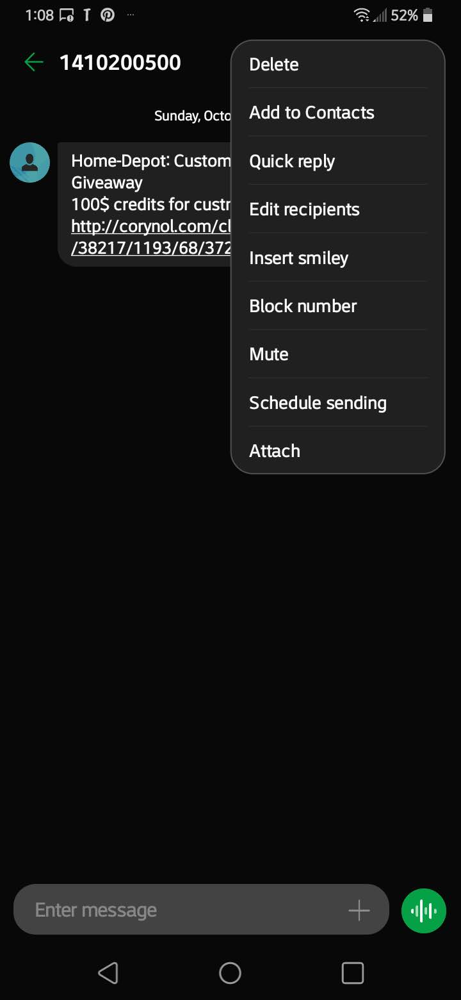 1:08 52%
1410200500
Sunday, Octo
Home-Depot: Custom
Giveaway
100$ credits for
http://corynol.com/cl
/38217/1193/68/372
Delete
Add to Contacts
Quick reply
Edit recipients
Insert smiley
Block number
Mute
Schedule sending
Attach
Enter message